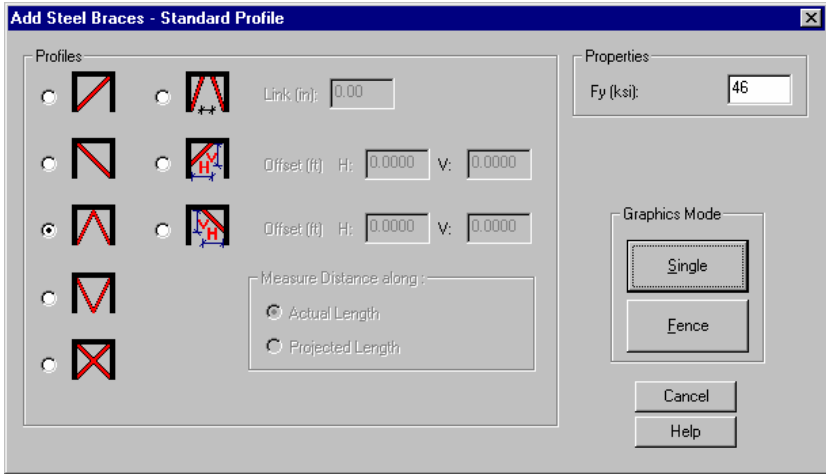 Add Steel Braces - Standard Profile
Profiles
Link (in): 0.00
H V
Offset (ft) H: 0.0000 V: 0.0000
V H
Offset (ft) H: 0.0000 V: 0.0000
Measure Distance along :
Actual Length
Projected Length
Properties
Fy (ksi): 46
Graphics Mode
Single
Fence
Cancel
Help